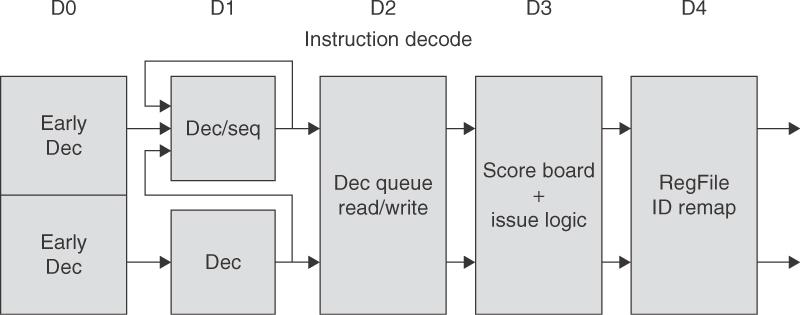 D0 D1 D2 D3 D4
Instruction decode
Early
Dec
Dec/seq
Dec queue
read/write
Score board
+
issue logic
RegFile
ID remap
Early
Dec
Dec